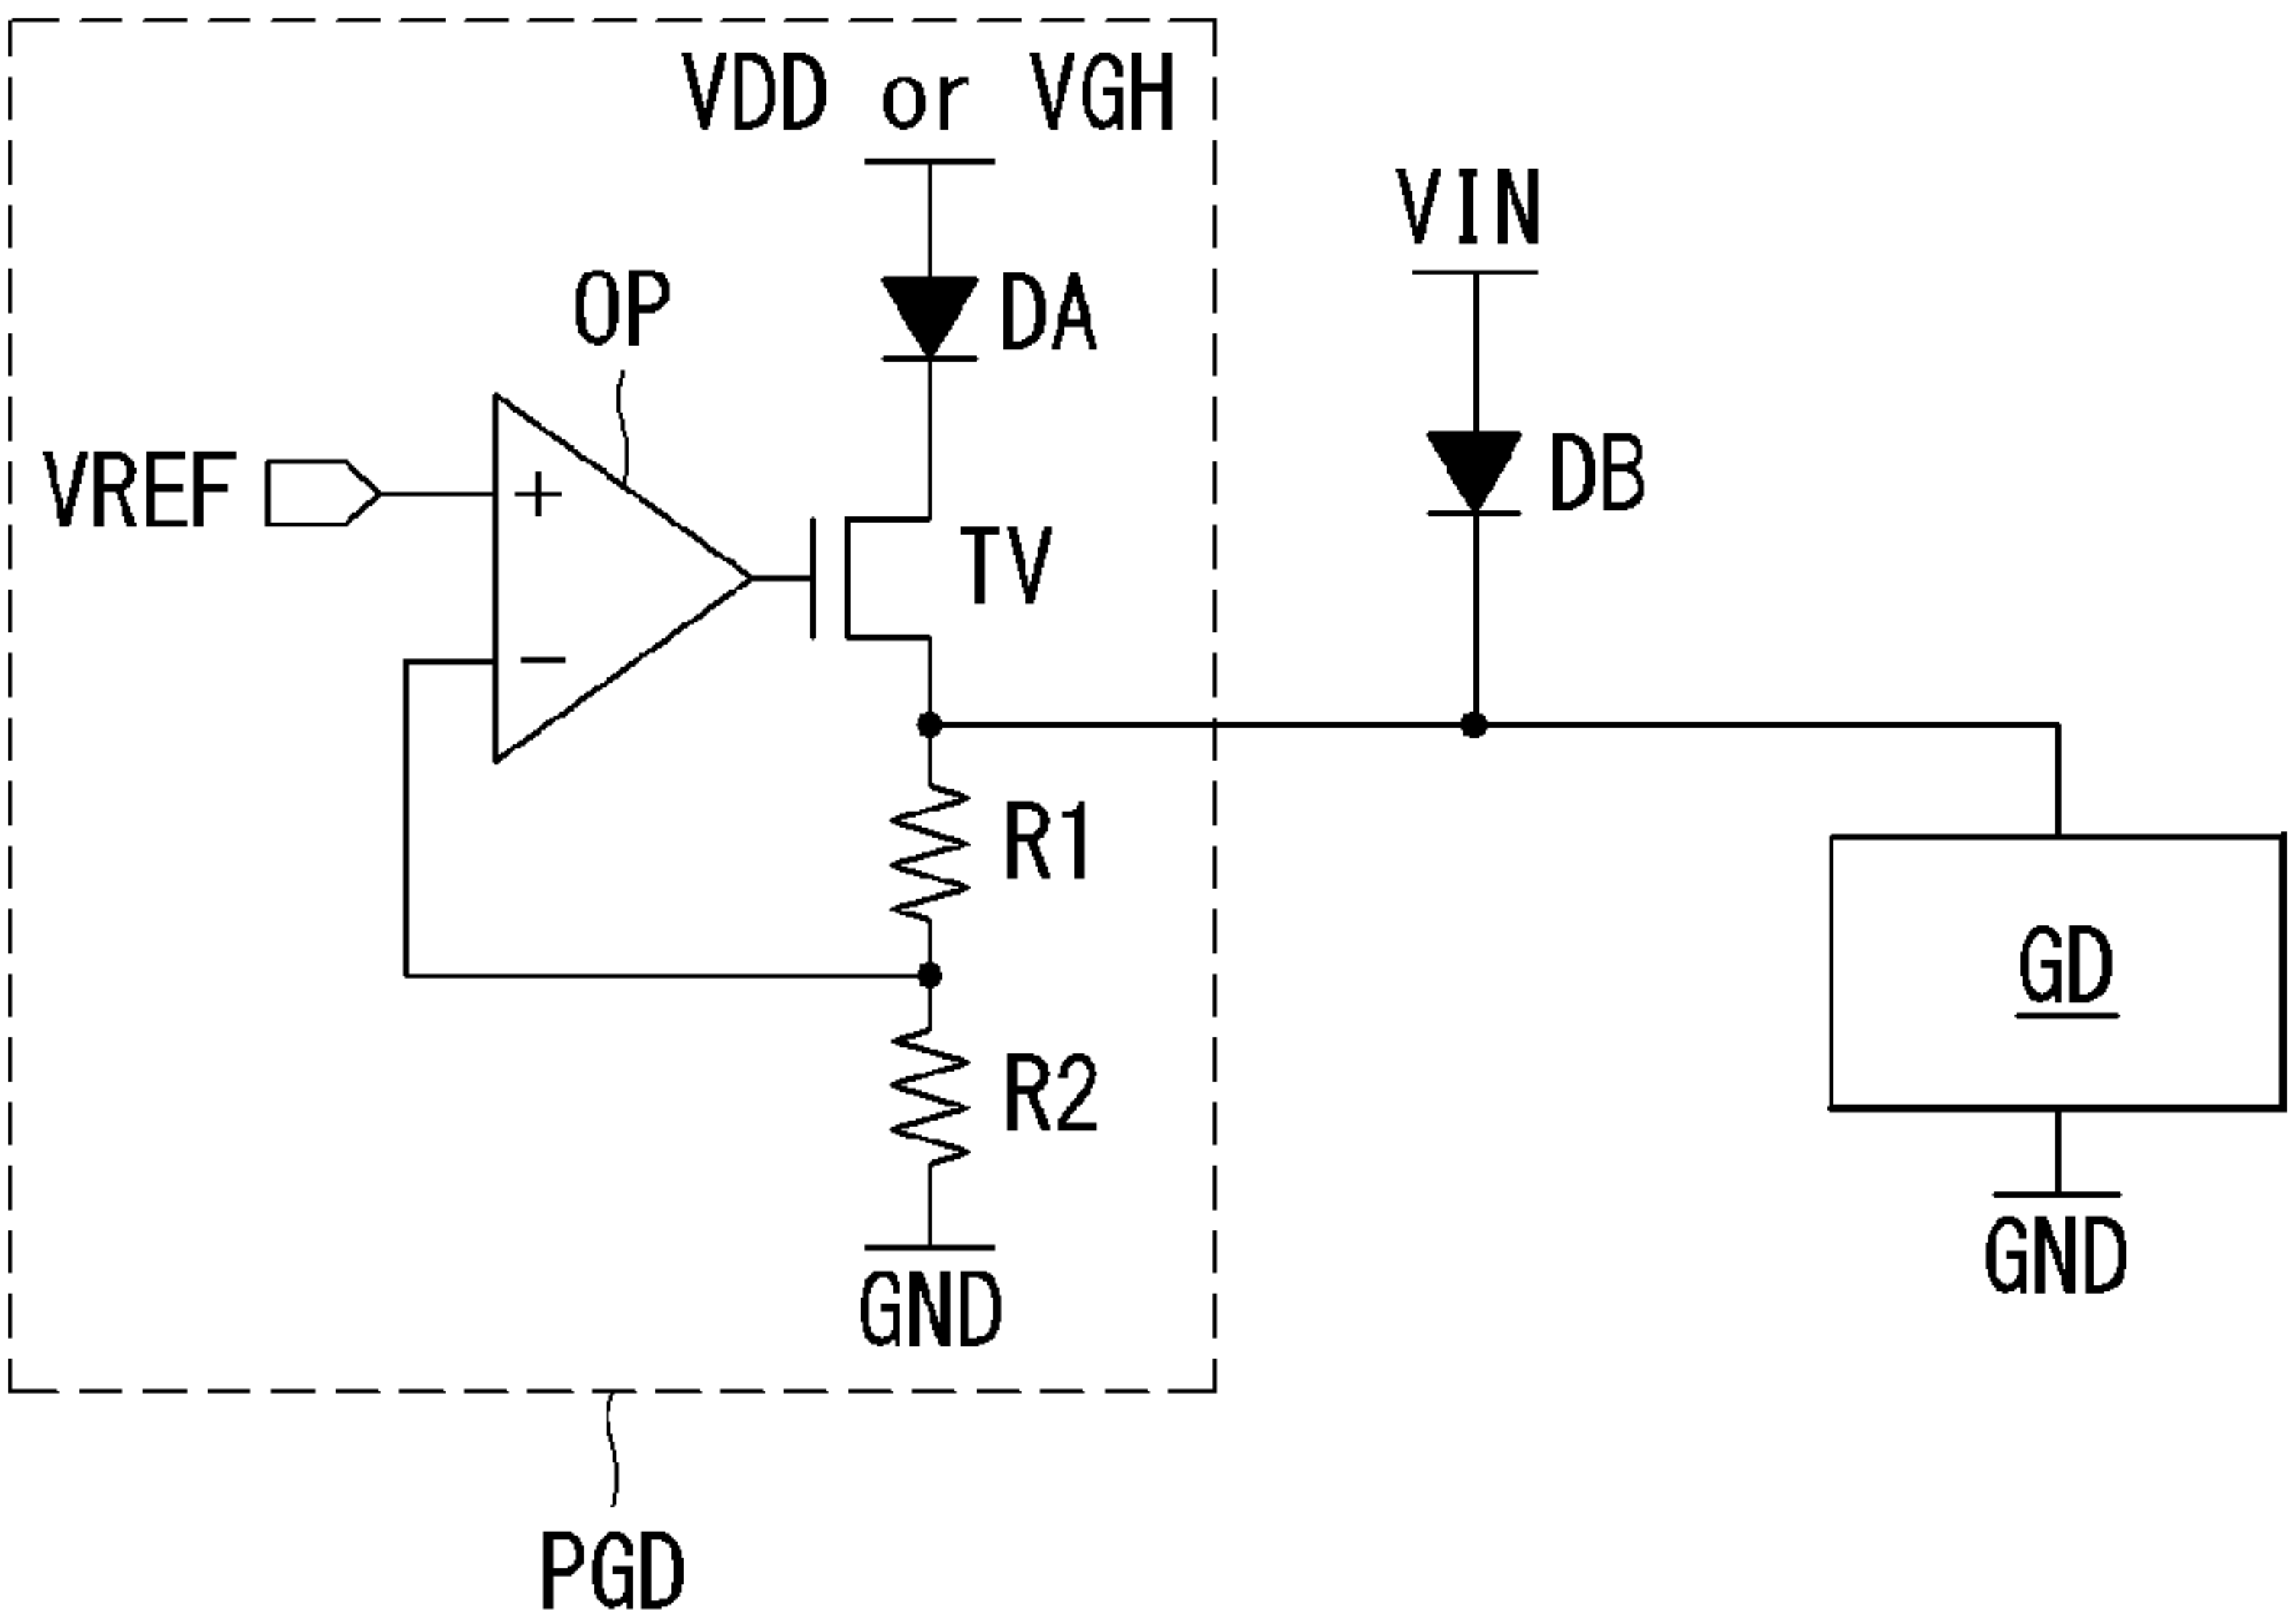 VDD or VGH
VIN
OP
DA
DB
VREF
+
TV
−
R1
GD
R2
GND
GND
PGD